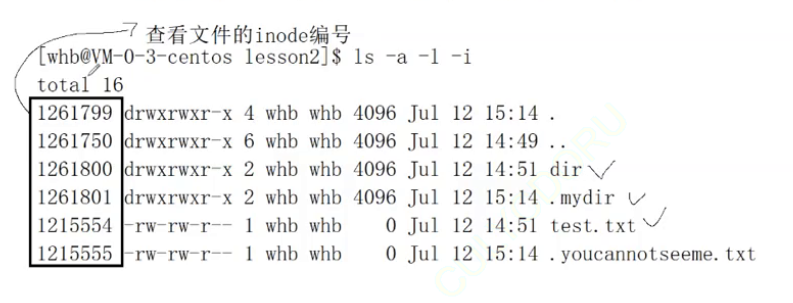 查看文件的inode编号
[whb@VM-0-3-centos lesson2]$ ls -a -l -i
total 16
1261799 drwxrwxr-x 4 whb whb 4096 Jul 12 15:14 .
1261750 drwxrwxr-x 6 whb whb 4096 Jul 12 14:49 ..
1261800 drwxrwxr-x 2 whb whb 4096 Jul 12 14:51 dir
1261801 drwxrwxr-x 2 whb whb 4096 Jul 12 15:14 .mydir
1215554 -rw-rw-r-- 1 whb whb 0 Jul 12 14:51 test.txt
1215555 -rw-rw-r-- 1 whb whb 0 Jul 12 15:14 .youcannotseeme.txt